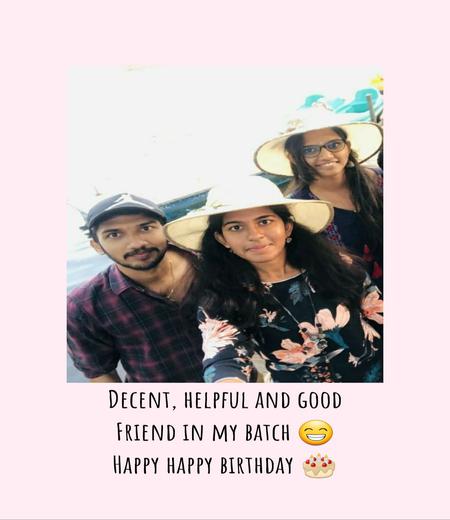 Decent, helpful and good
Friend in my batch 😁
Happy happy birthday 🎂